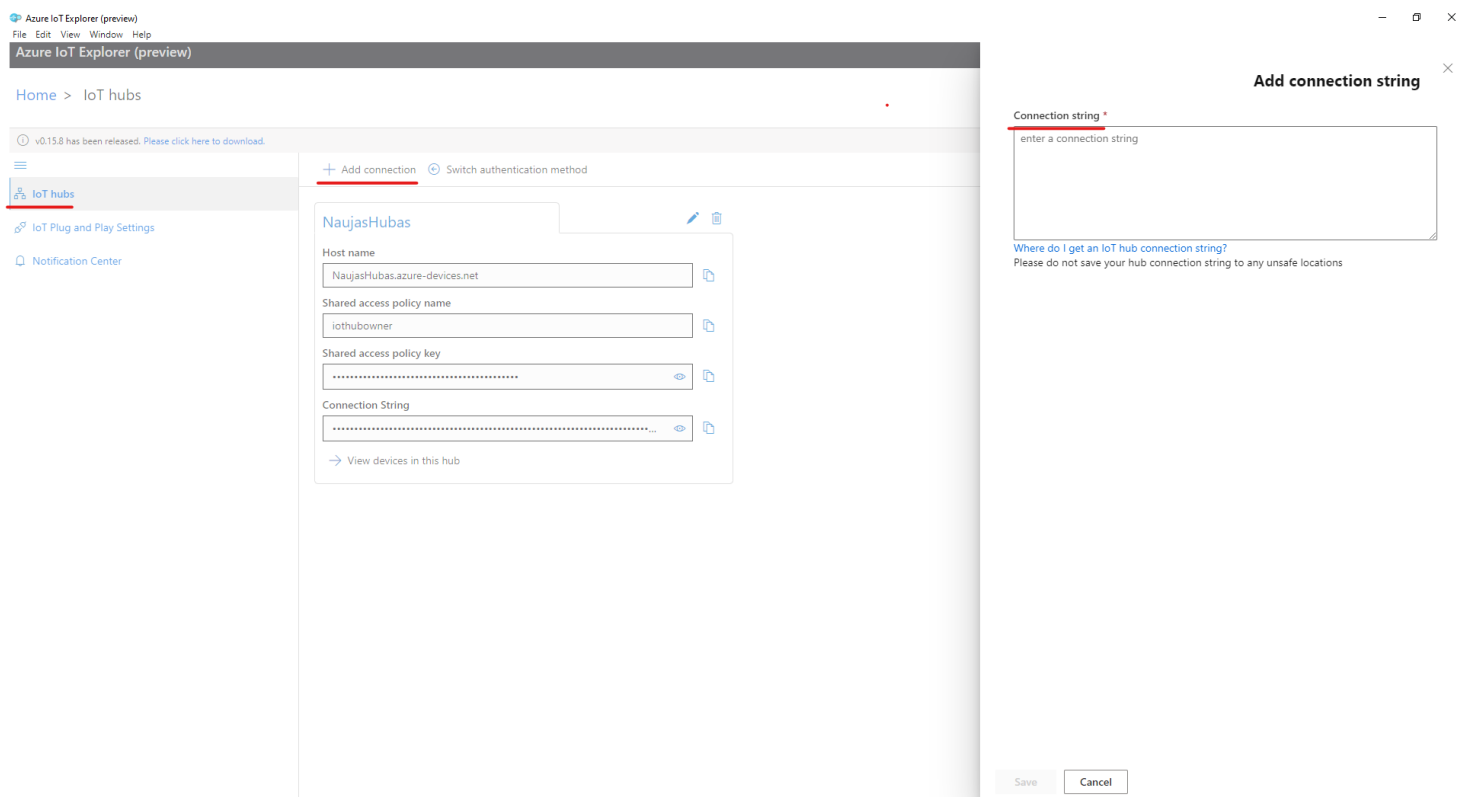 Azure IoT Explorer (preview)
File Edit View Window Help
Azure IoT Explorer (preview)
Home > IoT hubs
v0.15.8 has been released. Please click here to download.
IoT hubs
IoT Plug and Play Settings
Notification Center
Add connection Switch authentication method
NaujasHubas
Host name
NaujasHubas.azure-devices.net
Shared access policy name
iothubowner
Shared access policy key
Connection String
View devices in this hub
Add connection string
Connection string *
enter a connection string
Where do I get an IoT hub connection string?
Please do not save your hub connection string to any unsafe locations
Save Cancel